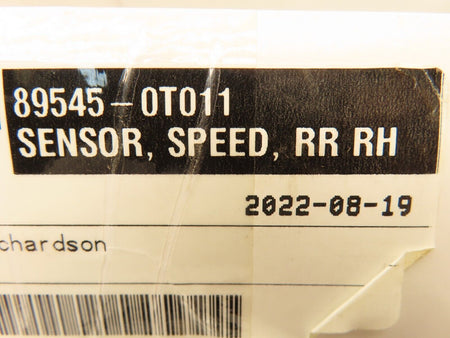 89545-0T011
SENSOR, SPEED, RR RH
2022-08-19
chardson